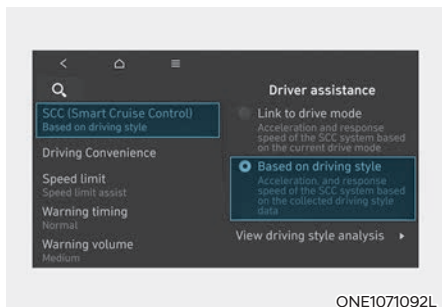 SCC (Smart Cruise Control)
Based on driving style
Driving Convenience
Speed limit
Speed limit assist
Warning timing
Normal
Warning volume
Medium
Driver assistance
Link to drive mode
Acceleration and response
speed of the SCC system based
on the current drive mode
Based on driving style
Acceleration, and response
speed of the SCC system based
on the collected driving style
data
View driving style analysis
ONE1071092L